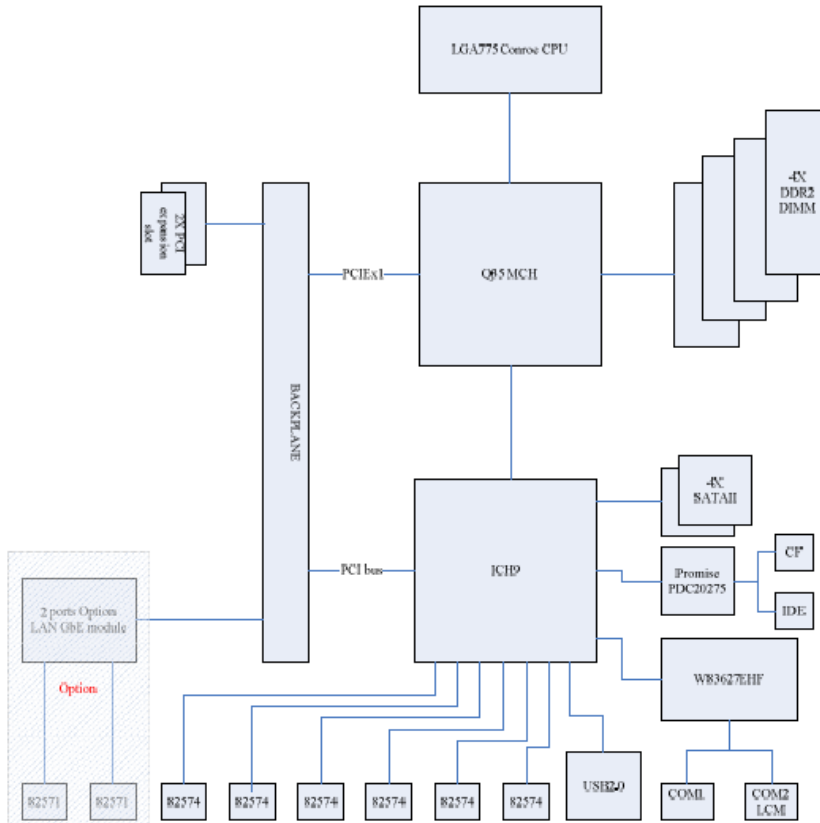 LGA775 Conroe CPU
4X
DDR2
DIMM
2X PCI
expansion
slot
PCIEx1
Q35 MCH
BACKPLANE
4X
SATAII
PCI bus
ICH9
Promise
PDC20275
CF
IDE
2 ports Option
LAN GbE module
Option
W83627EHF
82571
82571
82574
82574
82574
82574
82574
82574
USB2.0
COM1
COM2
LCM